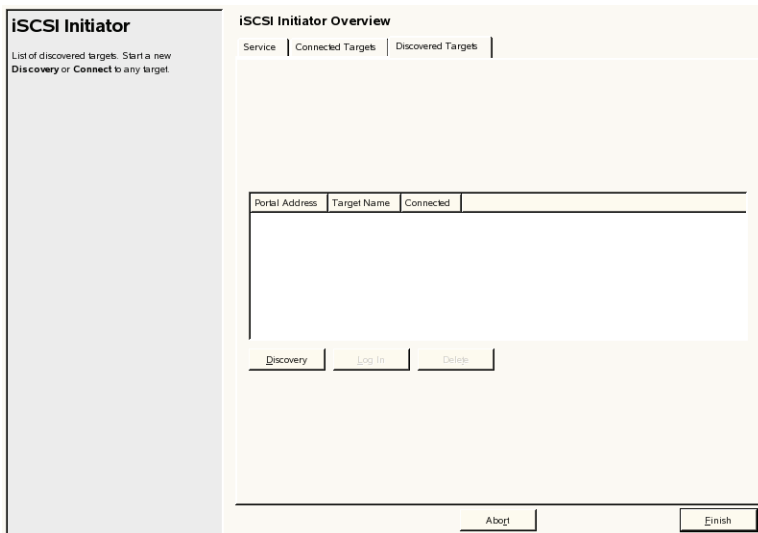 iSCSI Initiator
List of discovered targets. Start a new
Discovery or Connect to any target.
iSCSI Initiator Overview
Service
Connected Targets
Discovered Targets
Portal Address
Target Name
Connected
Discovery
Log In
Delete
Abort
Finish